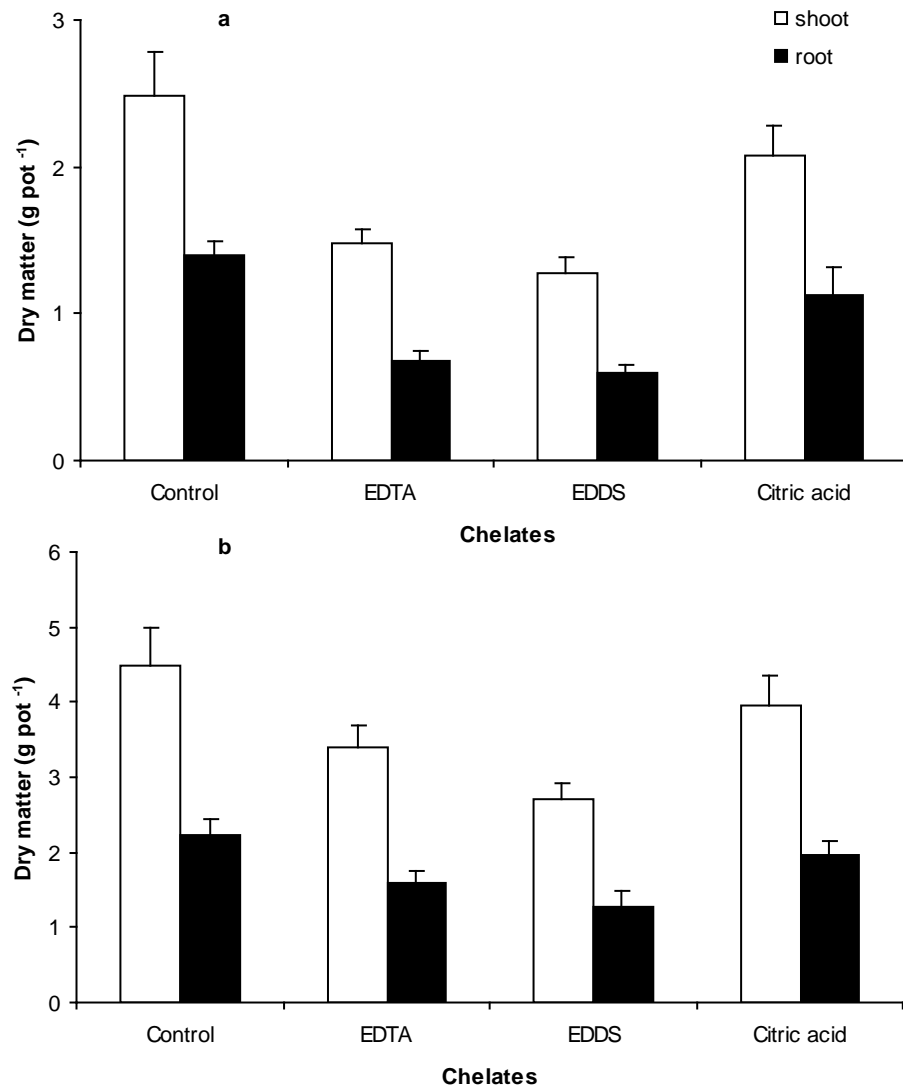 a
shoot
root
3
2
1
0
Dry matter (g pot -1)
Control EDTA EDDS Citric acid
Chelates
b
6
5
4
3
2
1
0
Dry matter (g pot -1)
Control EDTA EDDS Citric acid
Chelates